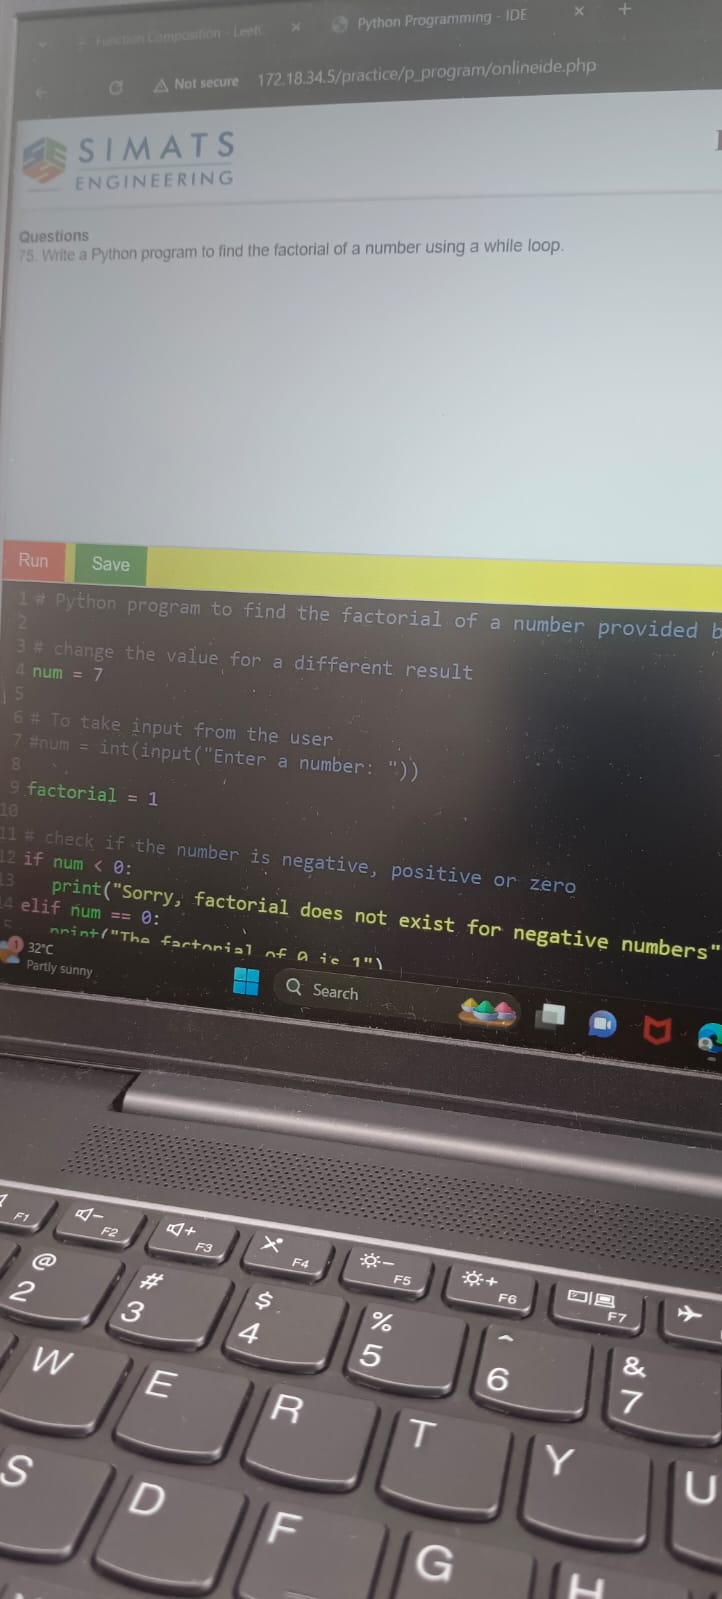 Function Composition - Leet
Python Programming - IDE
Not secure 172.18.34.5/practice/p_program/onlineide.php
SIMATS
ENGINEERING
Questions
75. Write a Python program to find the factorial of a number using a while loop.
Run Save
1 # Python program to find the factorial of a number provided b
2
3 # change the value for a different result
4 num = 7
5
6 # To take input from the user
7 #num = int(input("Enter a number: "))
8
9 factorial = 1
10
11 # check if the number is negative, positive or zero
12 if num < 0:
13 print("Sorry, factorial does not exist for negative numbers"
14 elif num == 0:
print("The factorial of 0 is 1")
1
32°C
Partly sunny
Search
F1 F2 F3 F4 F5 F6 F7
@ # $ % ^ &
2 3 4 5 6 7
W E R T Y U
S D F G H